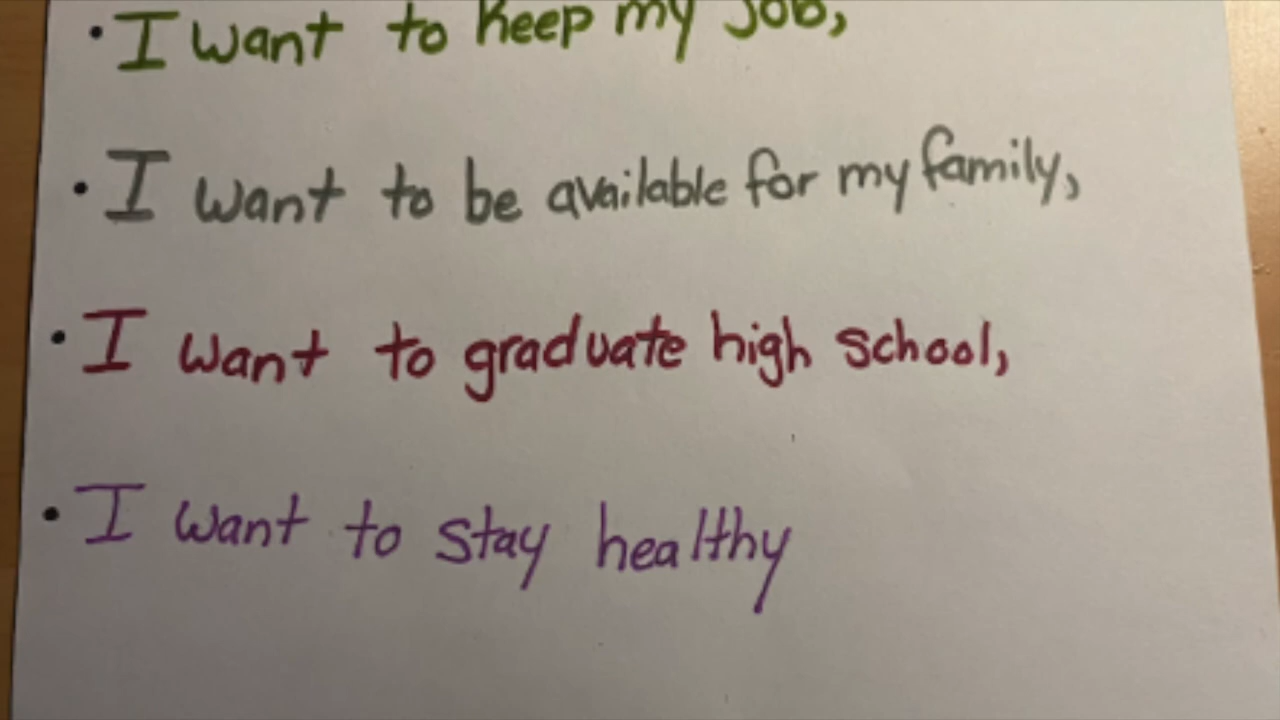 • I want to keep my job,
• I want to be available for my family,
• I want to graduate high school,
• I want to stay healthy